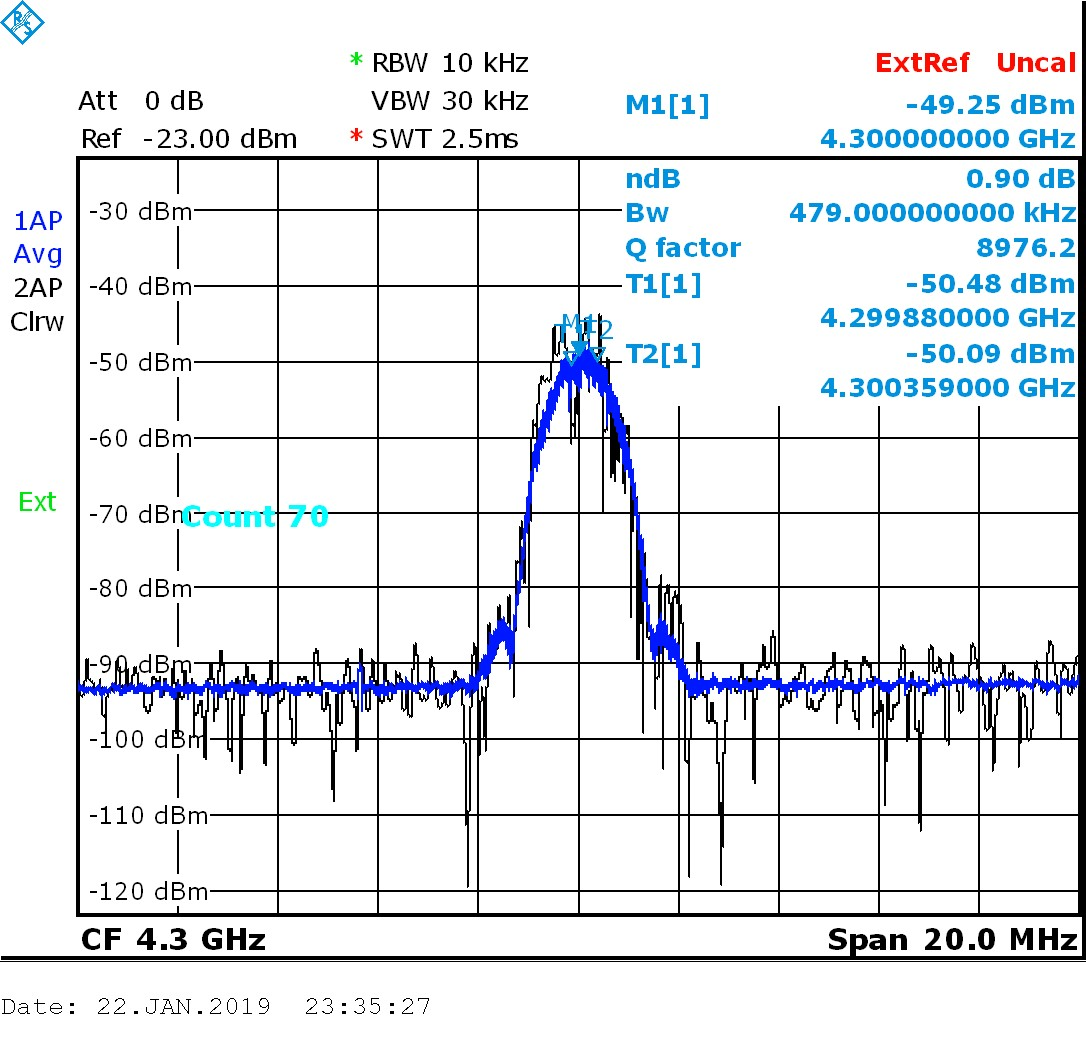 R S
* RBW 10 kHz ExtRef Uncal
Att 0 dB VBW 30 kHz M1[1] -49.25 dBm
Ref -23.00 dBm * SWT 2.5ms 4.300000000 GHz
ndB 0.90 dB
-30 dBm Bw 479.000000000 kHz
1AP
Avg Q factor 8976.2
2AP -40 dBm T1[1] -50.48 dBm
Clrw 4.299880000 GHz
M1 T2
-50 dBm T2[1] -50.09 dBm
4.300359000 GHz
-60 dBm
Ext
-70 dBm Count 70
-80 dBm
-90 dBm
-100 dBm
-110 dBm
-120 dBm
CF 4.3 GHz Span 20.0 MHz
Date: 22.JAN.2019 23:35:27